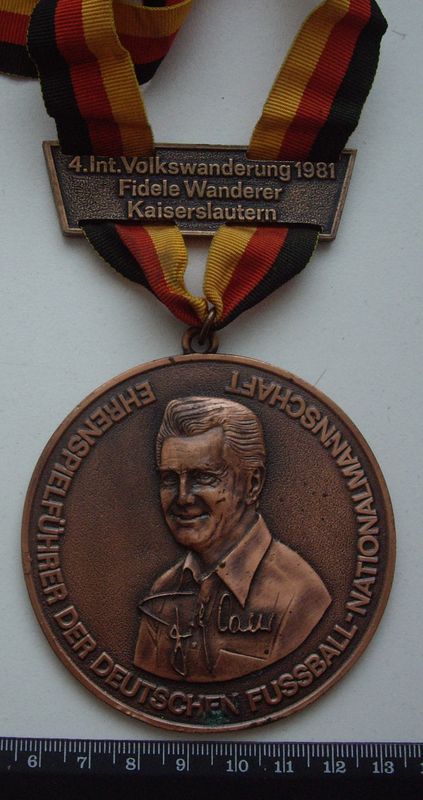 4. Int. Volkswanderung 1981
Fidele Wanderer
Kaiserslautern
EHRENSPIELFÜHRER DER DEUTSCHEN FUSSBALL-NATIONALMANNSCHAFT
6 7 8 9 10 11 12 13